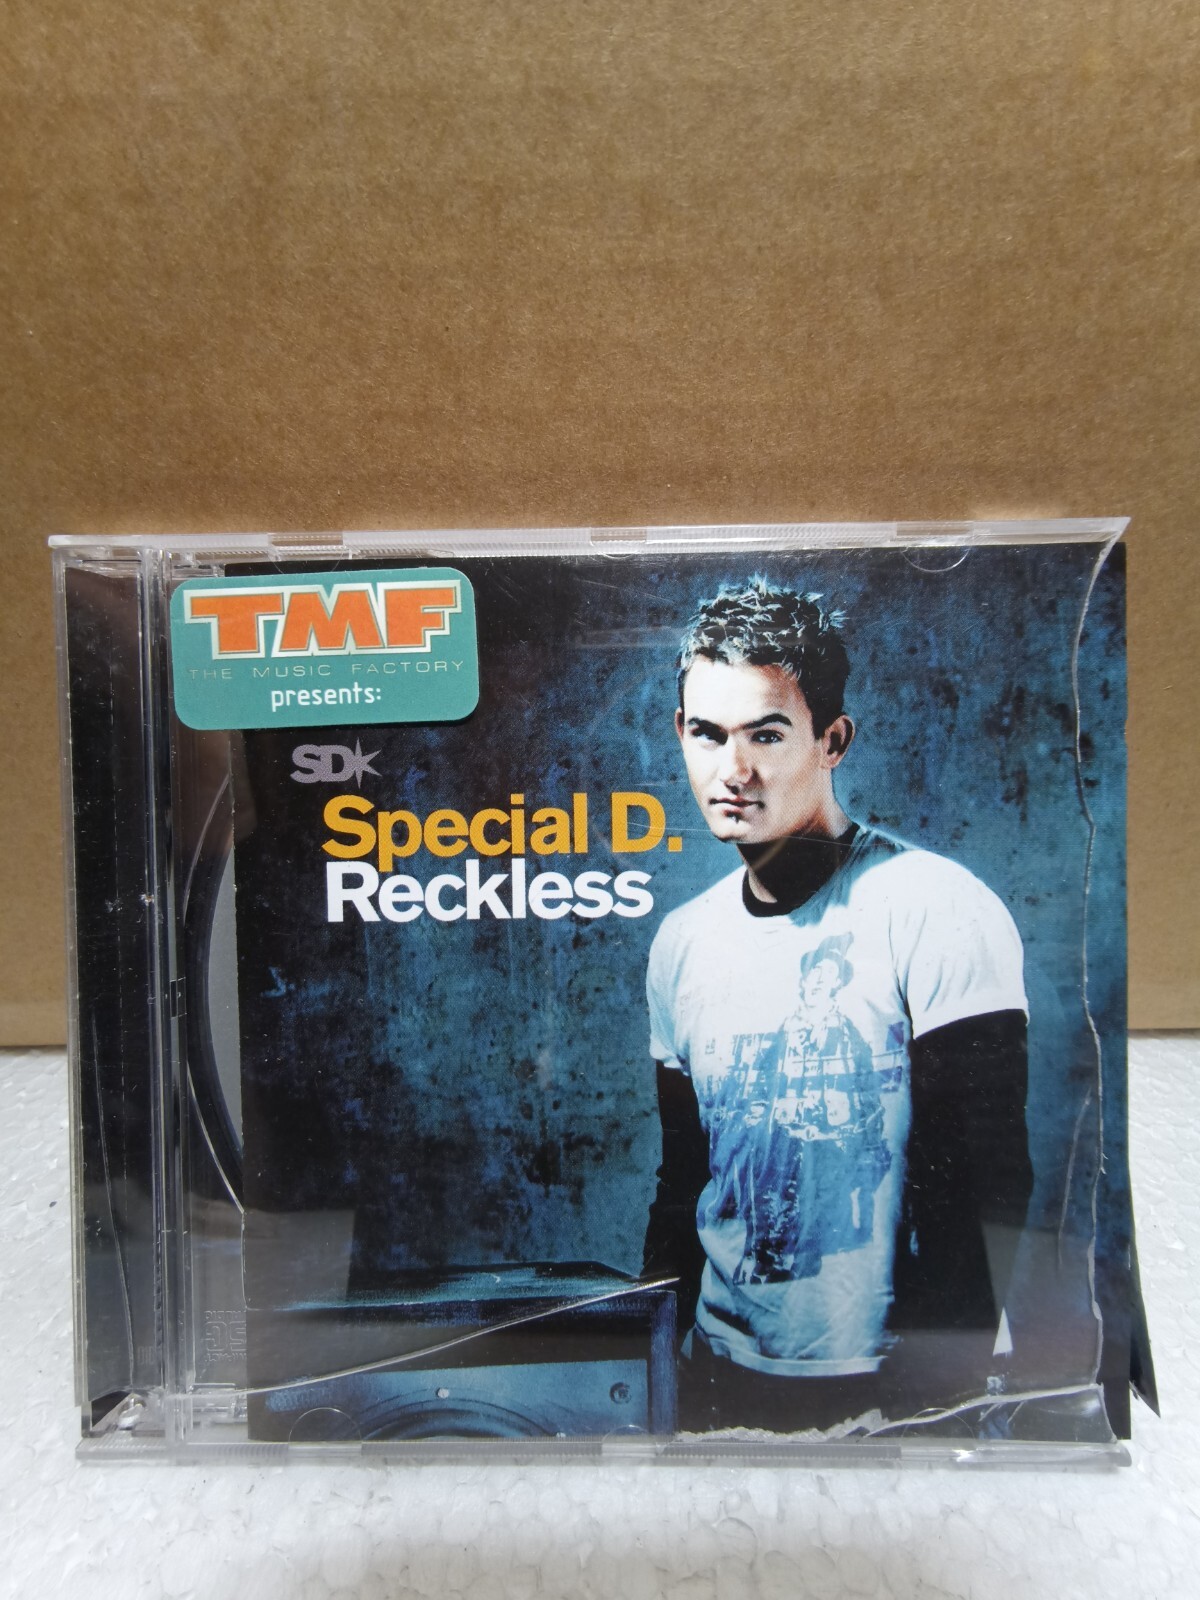 TMF
THE MUSIC FACTORY
presents:
SD
Special D.
Reckless